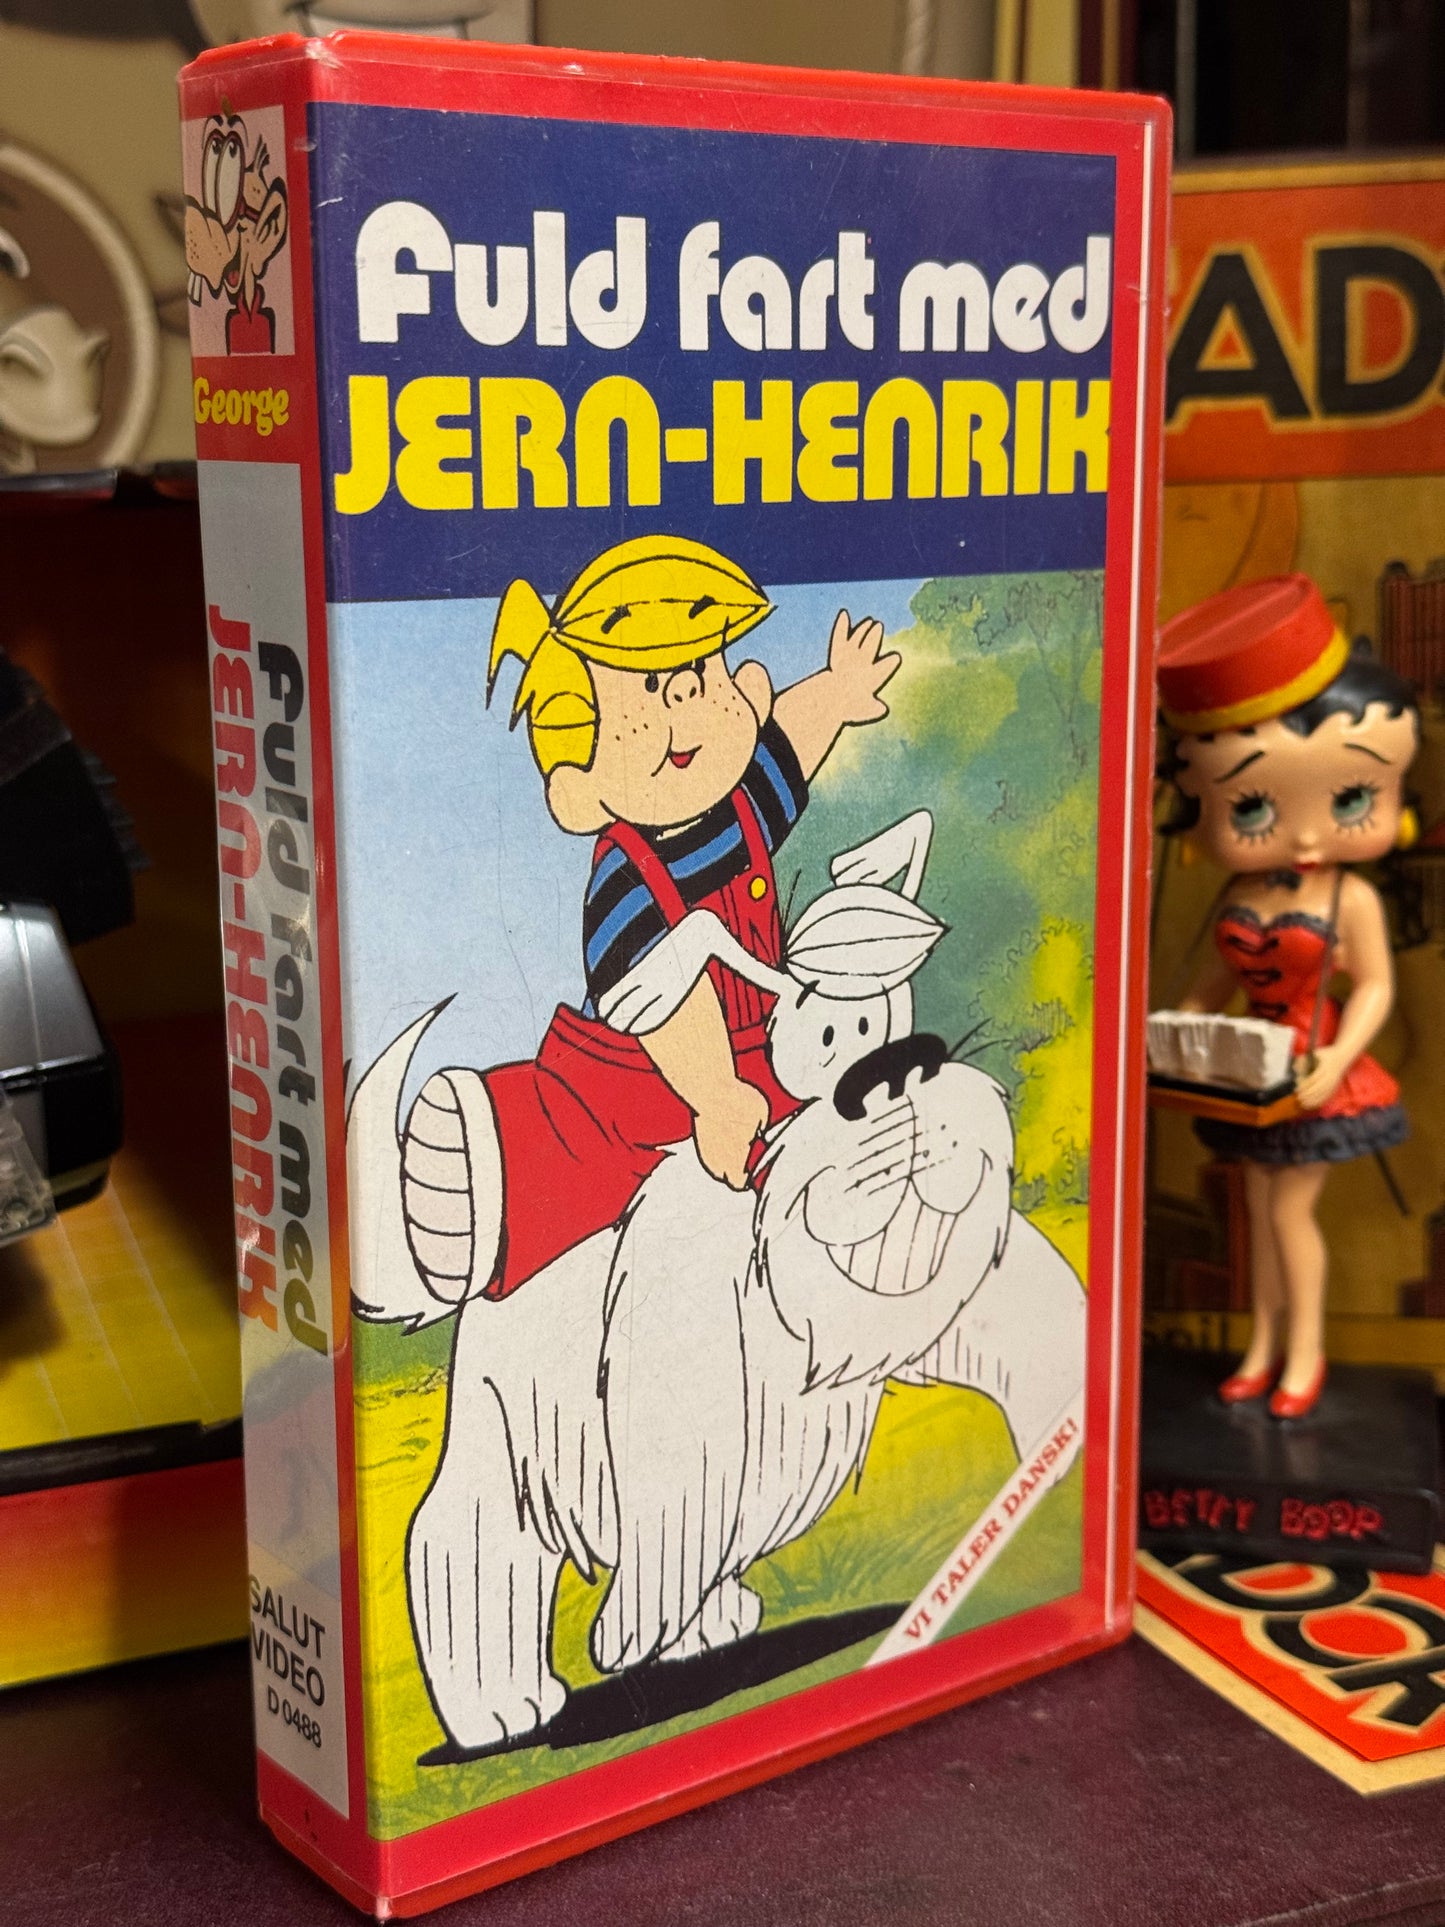 Fuld fart med
JERN-HENRIK
VI TALER DANSK!
George
Fuld fart med
JERN-HENRIK
SALUT
VIDEO
D 0488
BETTY BOOP